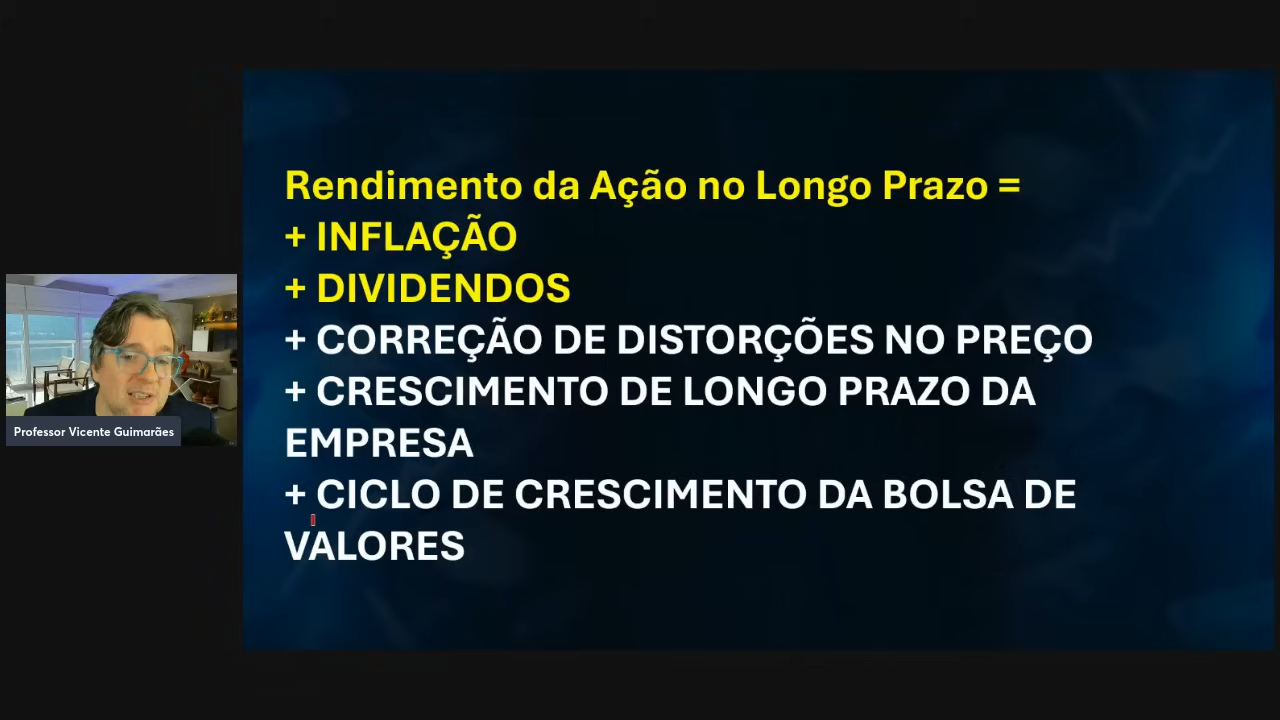 Rendimento da Ação no Longo Prazo =
+ INFLAÇÃO
+ DIVIDENDOS
+ CORREÇÃO DE DISTORÇÕES NO PREÇO
+ CRESCIMENTO DE LONGO PRAZO DA
EMPRESA
+ CICLO DE CRESCIMENTO DA BOLSA DE
VALORES
Professor Vicente Guimarães